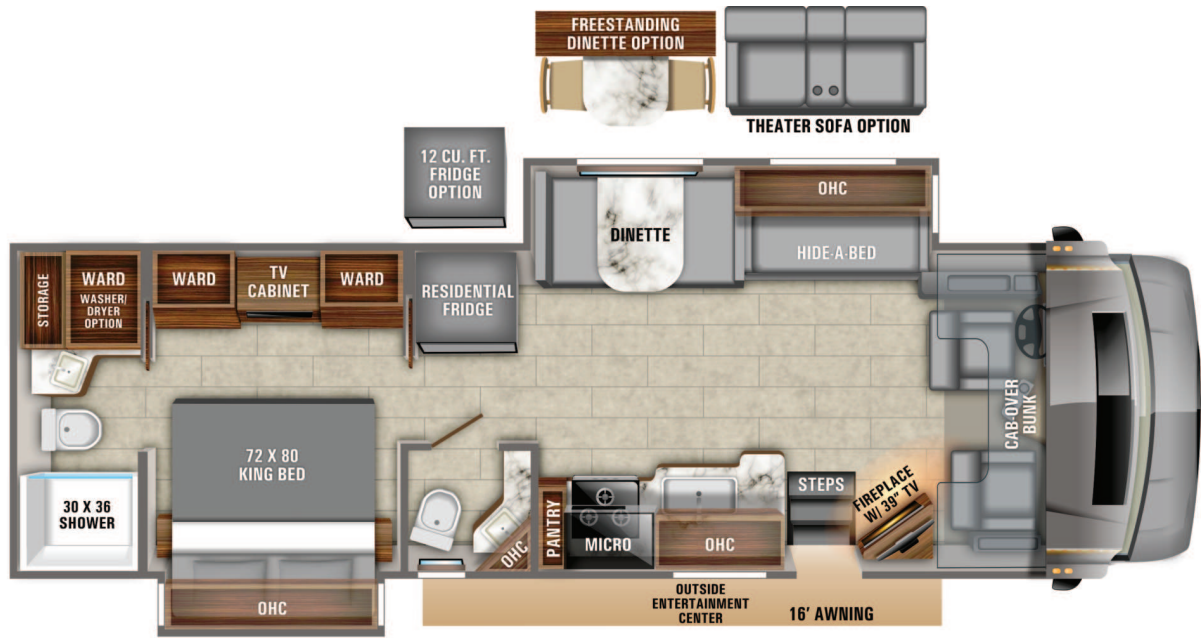 FREESTANDING
DINETTE OPTION
THEATER SOFA OPTION
12 CU. FT.
FRIDGE
OPTION
OHC
DINETTE
HIDE-A-BED
STORAGE
WARD
WASHER/
DRYER
OPTION
WARD
TV
CABINET
WARD
RESIDENTIAL
FRIDGE
CAB-OVER
BUNK
72 X 80
KING BED
30 X 36
SHOWER
OHC
OHC
PANTRY
MICRO
OHC
STEPS
FIREPLACE
W/ 39" TV
OUTSIDE
ENTERTAINMENT
CENTER
16' AWNING